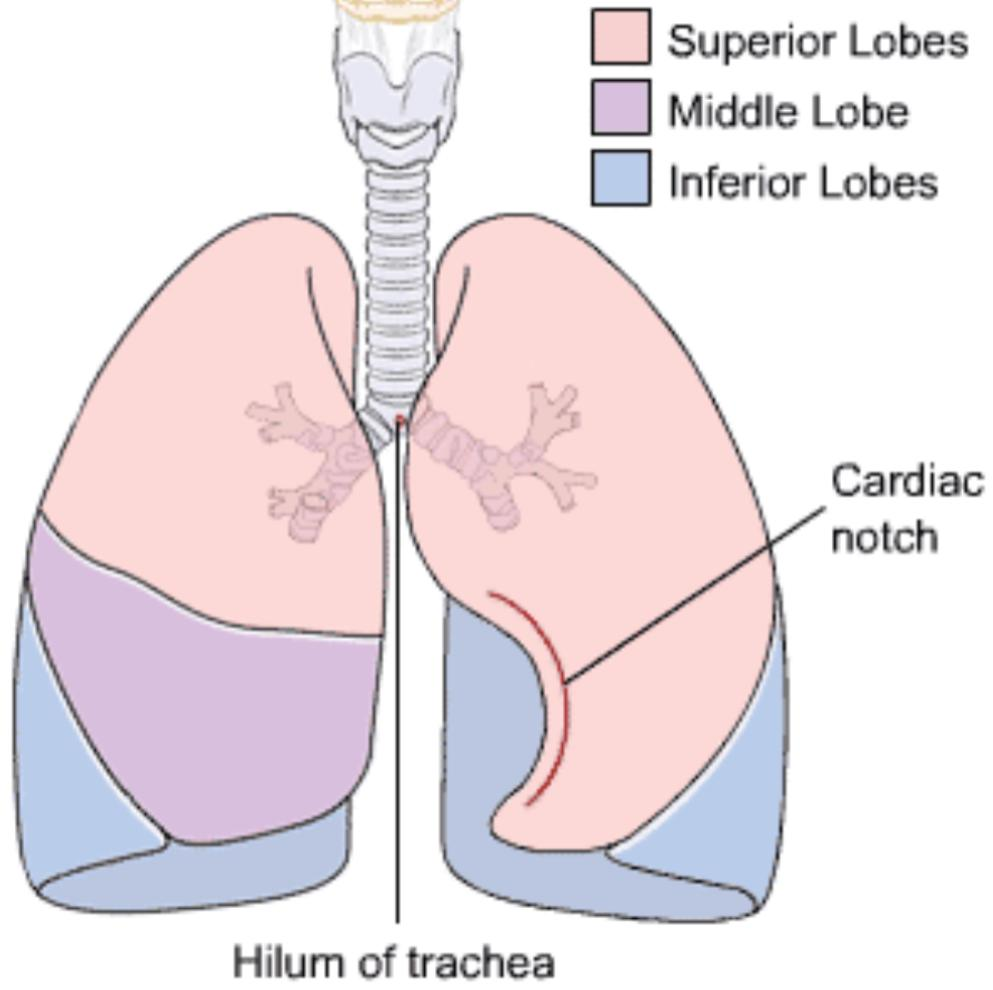 Superior Lobes
Middle Lobe
Inferior Lobes
Cardiac
notch
Hilum of trachea